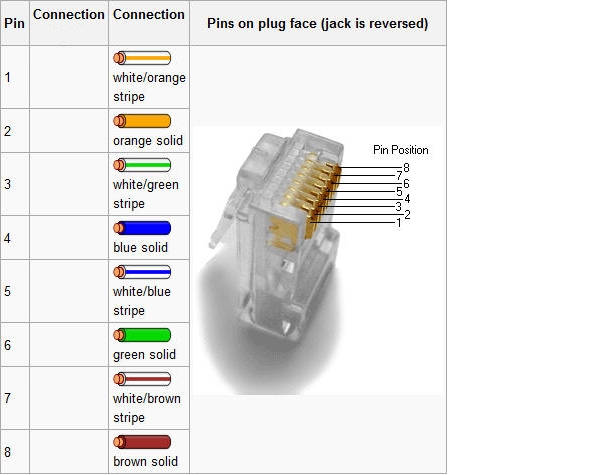 Pin
Connection
Connection
Pins on plug face (jack is reversed)
1
white/orange
stripe
2
orange solid
3
white/green
stripe
4
blue solid
5
white/blue
stripe
6
green solid
7
white/brown
stripe
8
brown solid
Pin Position
8
7
6
5
4
3
2
1